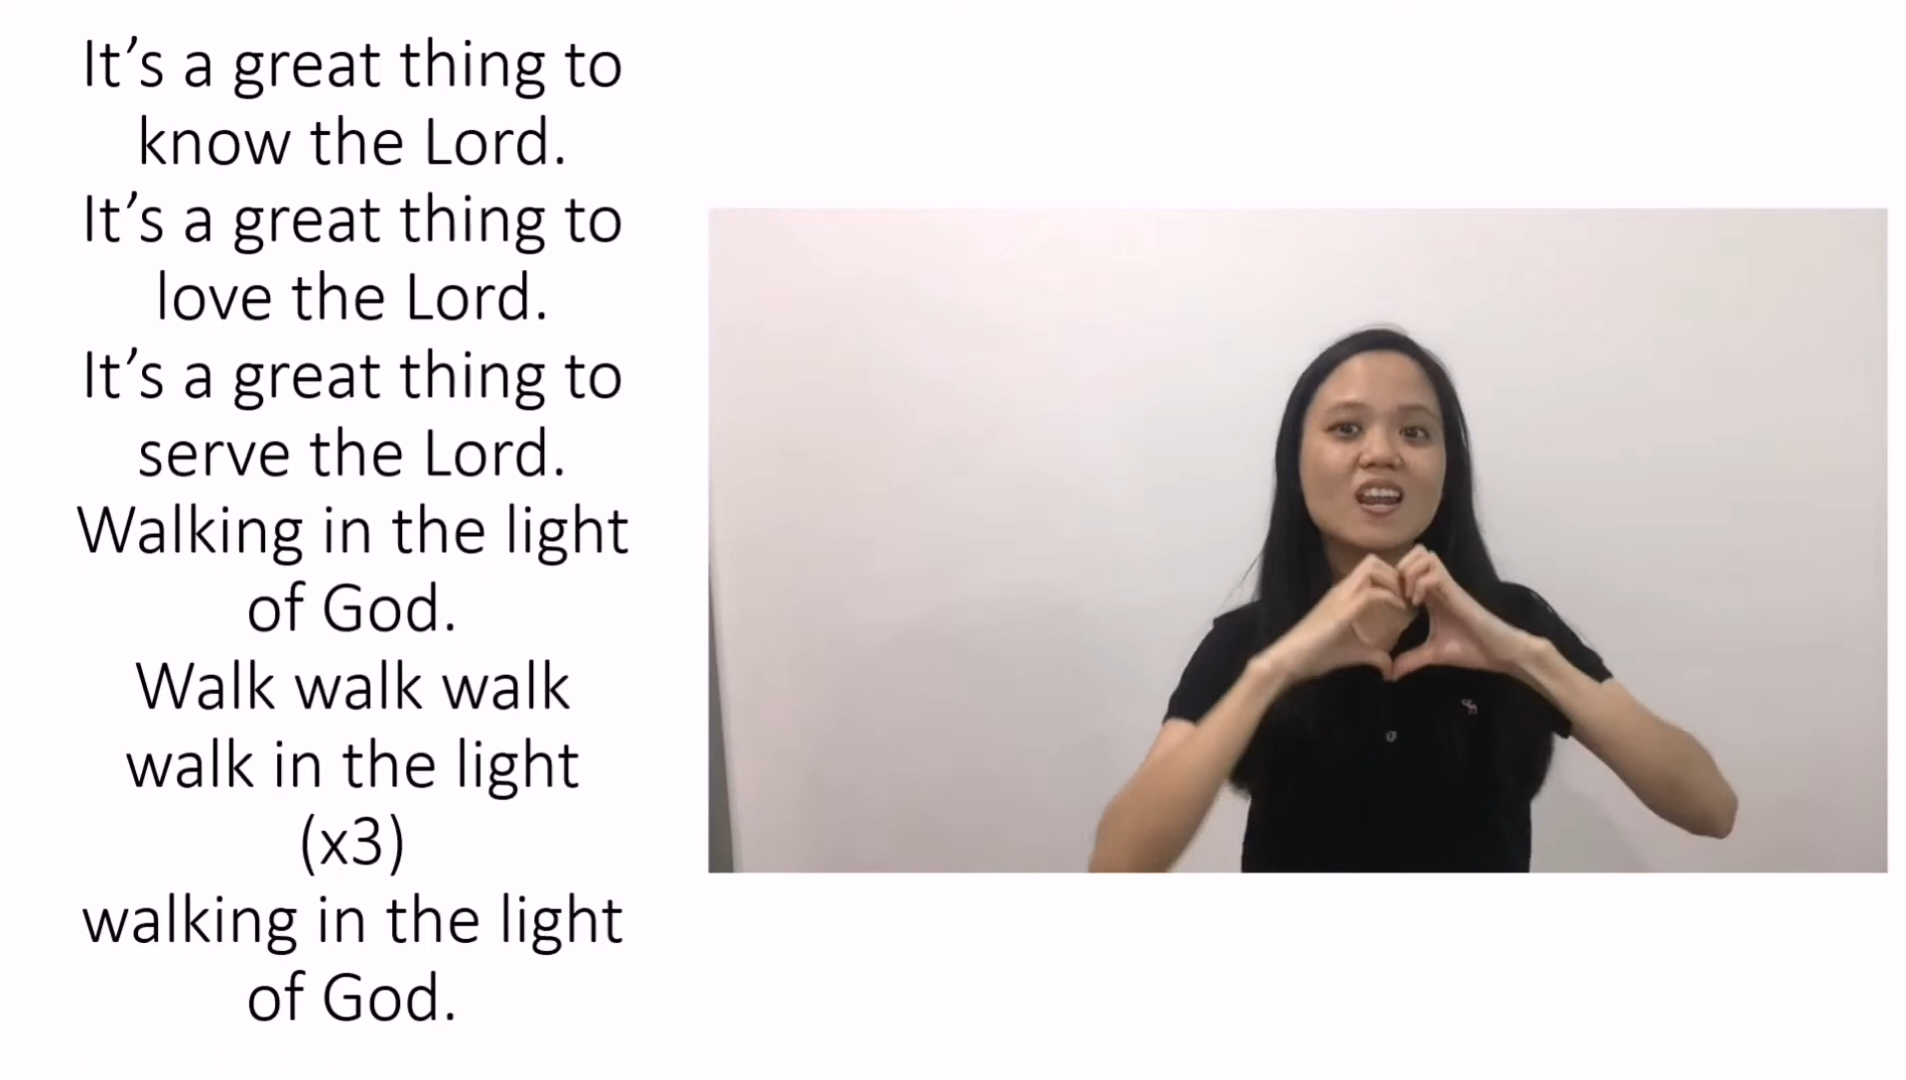 It’s a great thing to
know the Lord.
It’s a great thing to
love the Lord.
It’s a great thing to
serve the Lord.
Walking in the light
of God.
Walk walk walk
walk in the light
(x3)
walking in the light
of God.